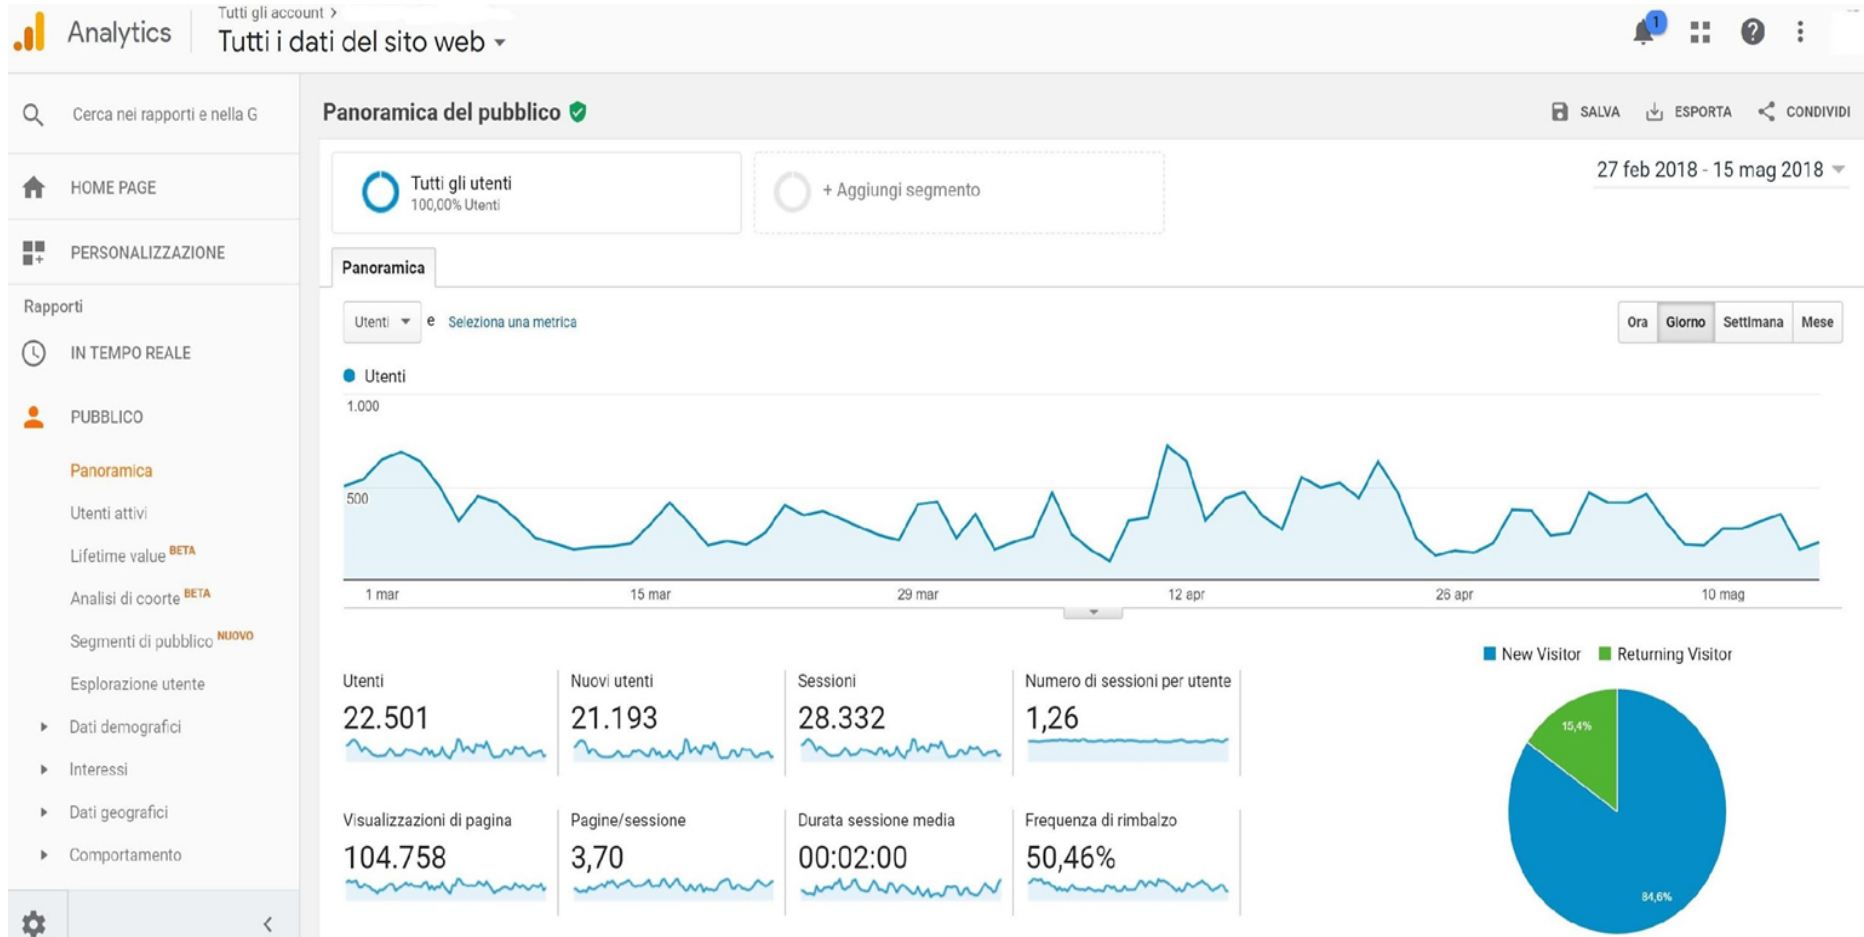 Analytics
Tutti gli account >
Tutti i dati del sito web
1
Cerca nei rapporti e nella G
HOME PAGE
PERSONALIZZAZIONE
Rapporti
IN TEMPO REALE
PUBBLICO
Panoramica
Utenti attivi
Lifetime value BETA
Analisi di coorte BETA
Segmenti di pubblico NUOVO
Esplorazione utente
Dati demografici
Interessi
Dati geografici
Comportamento
Panoramica del pubblico
SALVA ESPORTA CONDIVIDI
Tutti gli utenti
100,00% Utenti
+ Aggiungi segmento
27 feb 2018 - 15 mag 2018
Panoramica
Utenti e Seleziona una metrica
Ora Giorno Settimana Mese
Utenti
1.000
500
1 mar 15 mar 29 mar 12 apr 26 apr 10 mag
New Visitor Returning Visitor
Utenti Nuovi utenti Sessioni Numero di sessioni per utente
22.501 21.193 28.332 1,26
Visualizzazioni di pagina Pagine/sessione Durata sessione media Frequenza di rimbalzo
104.758 3,70 00:02:00 50,46%
15,4%
84,6%